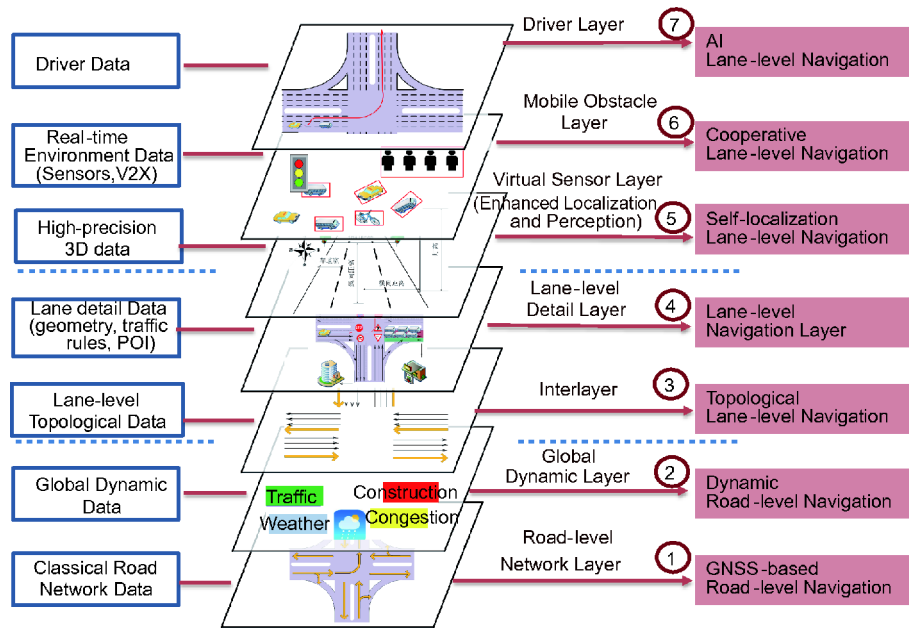 Driver Data
Driver Layer
7
AI
Lane-level Navigation
Real-time
Environment Data
(Sensors,V2X)
Mobile Obstacle
Layer
6
Cooperative
Lane-level Navigation
High-precision
3D data
Virtual Sensor Layer
(Enhanced Localization
and Perception)
5
Self-localization
Lane-level Navigation
Lane detail Data
(geometry, traffic
rules, POI)
Lane-level
Detail Layer
4
Lane-level
Navigation Layer
Lane-level
Topological Data
Interlayer
3
Topological
Lane-level Navigation
Global Dynamic
Data
Traffic
Construction
Weather
Congestion
Global
Dynamic Layer
2
Dynamic
Road-level Navigation
Classical Road
Network Data
Road-level
Network Layer
1
GNSS-based
Road-level Navigation